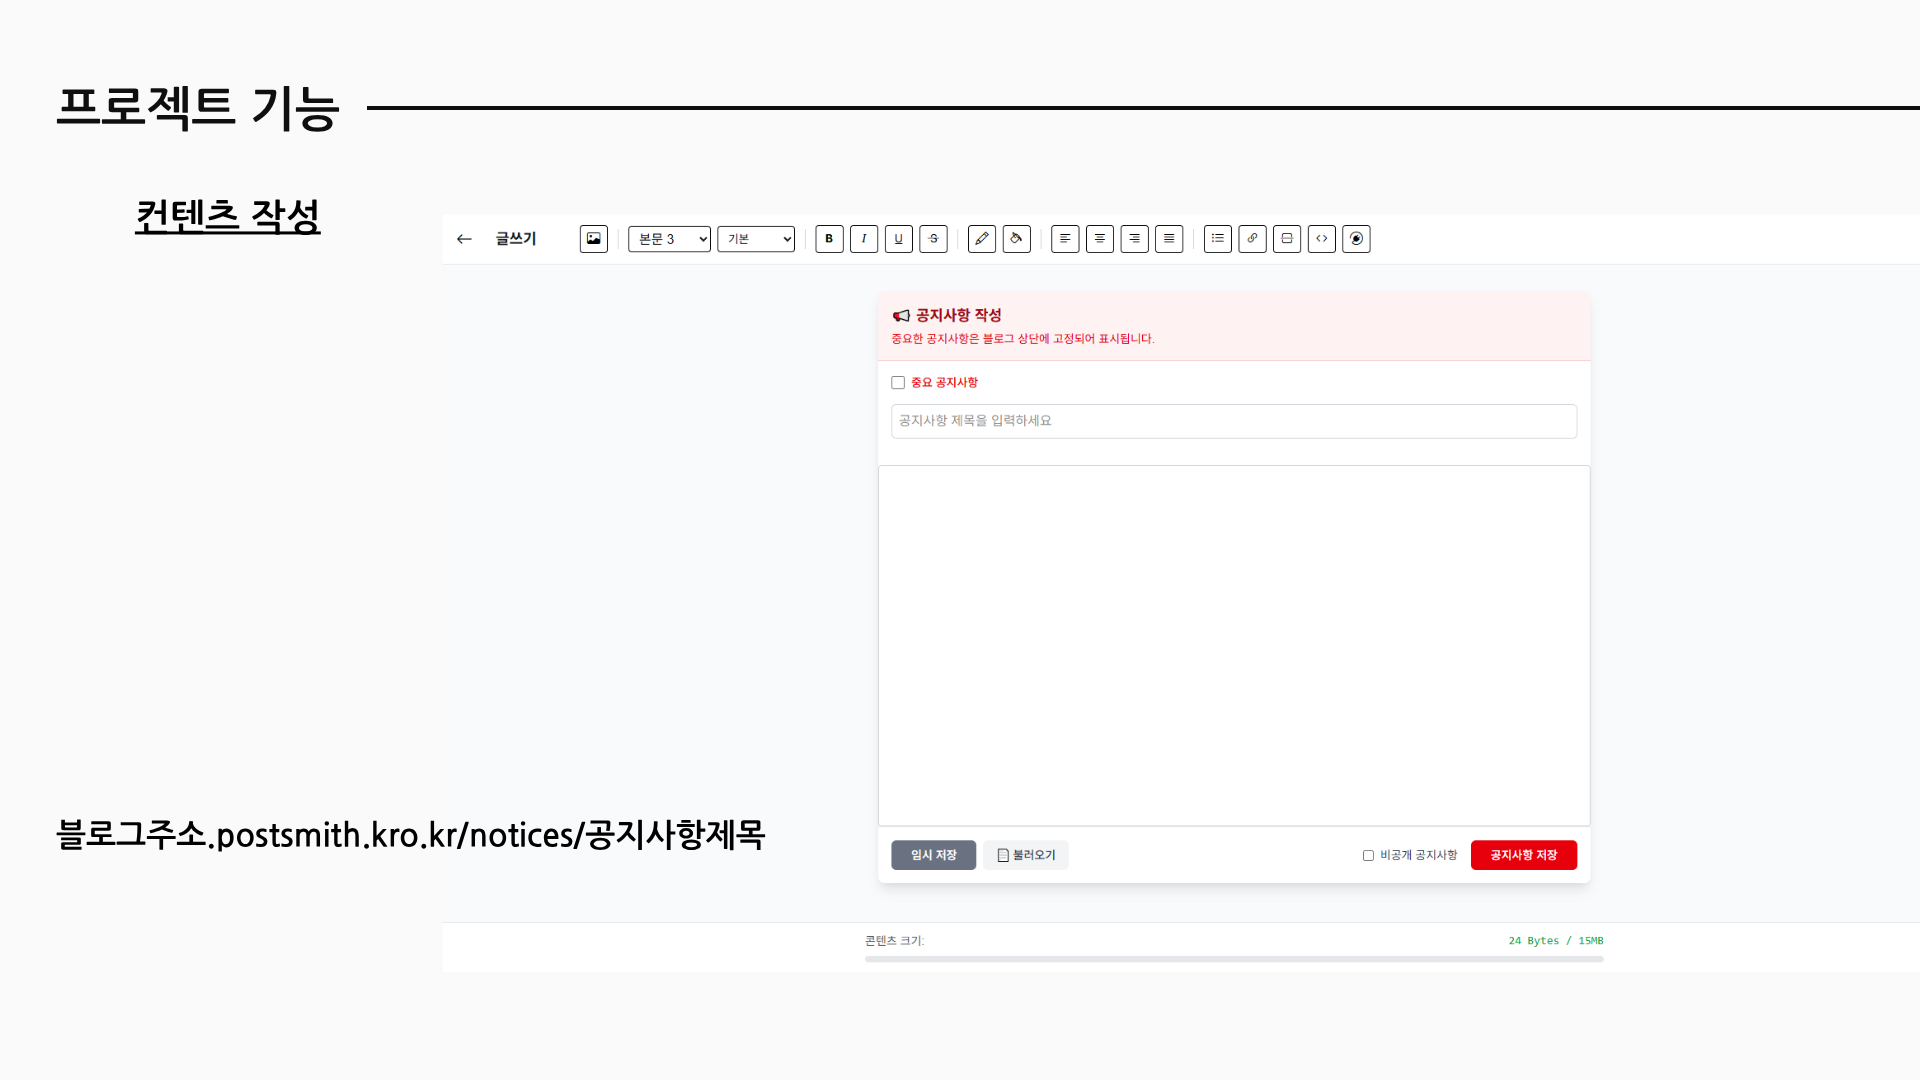 프로젝트 기능
컨텐츠 작성
글쓰기 본문 3 기본 B I U S
공지사항 작성
중요한 공지사항은 블로그 상단에 고정되어 표시됩니다.
중요 공지사항
공지사항 제목을 입력하세요
블로그주소.postsmith.kro.kr/notices/공지사항제목
임시 저장 불러오기 비공개 공지사항 공지사항 저장
콘텐츠 크기: 24 Bytes / 15MB